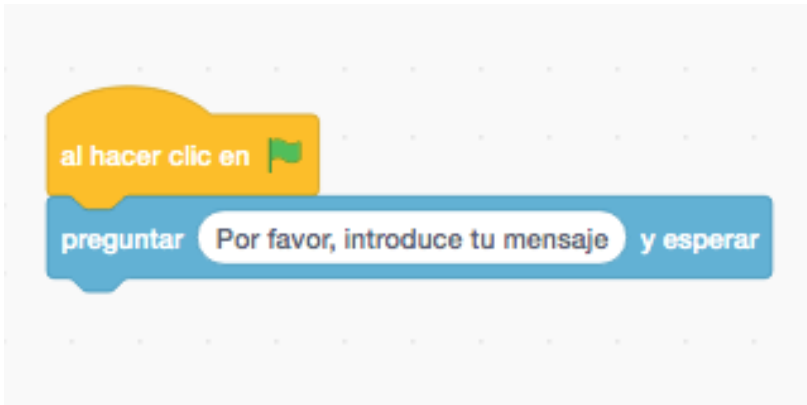 al hacer clic en
preguntar Por favor, introduce tu mensaje y esperar